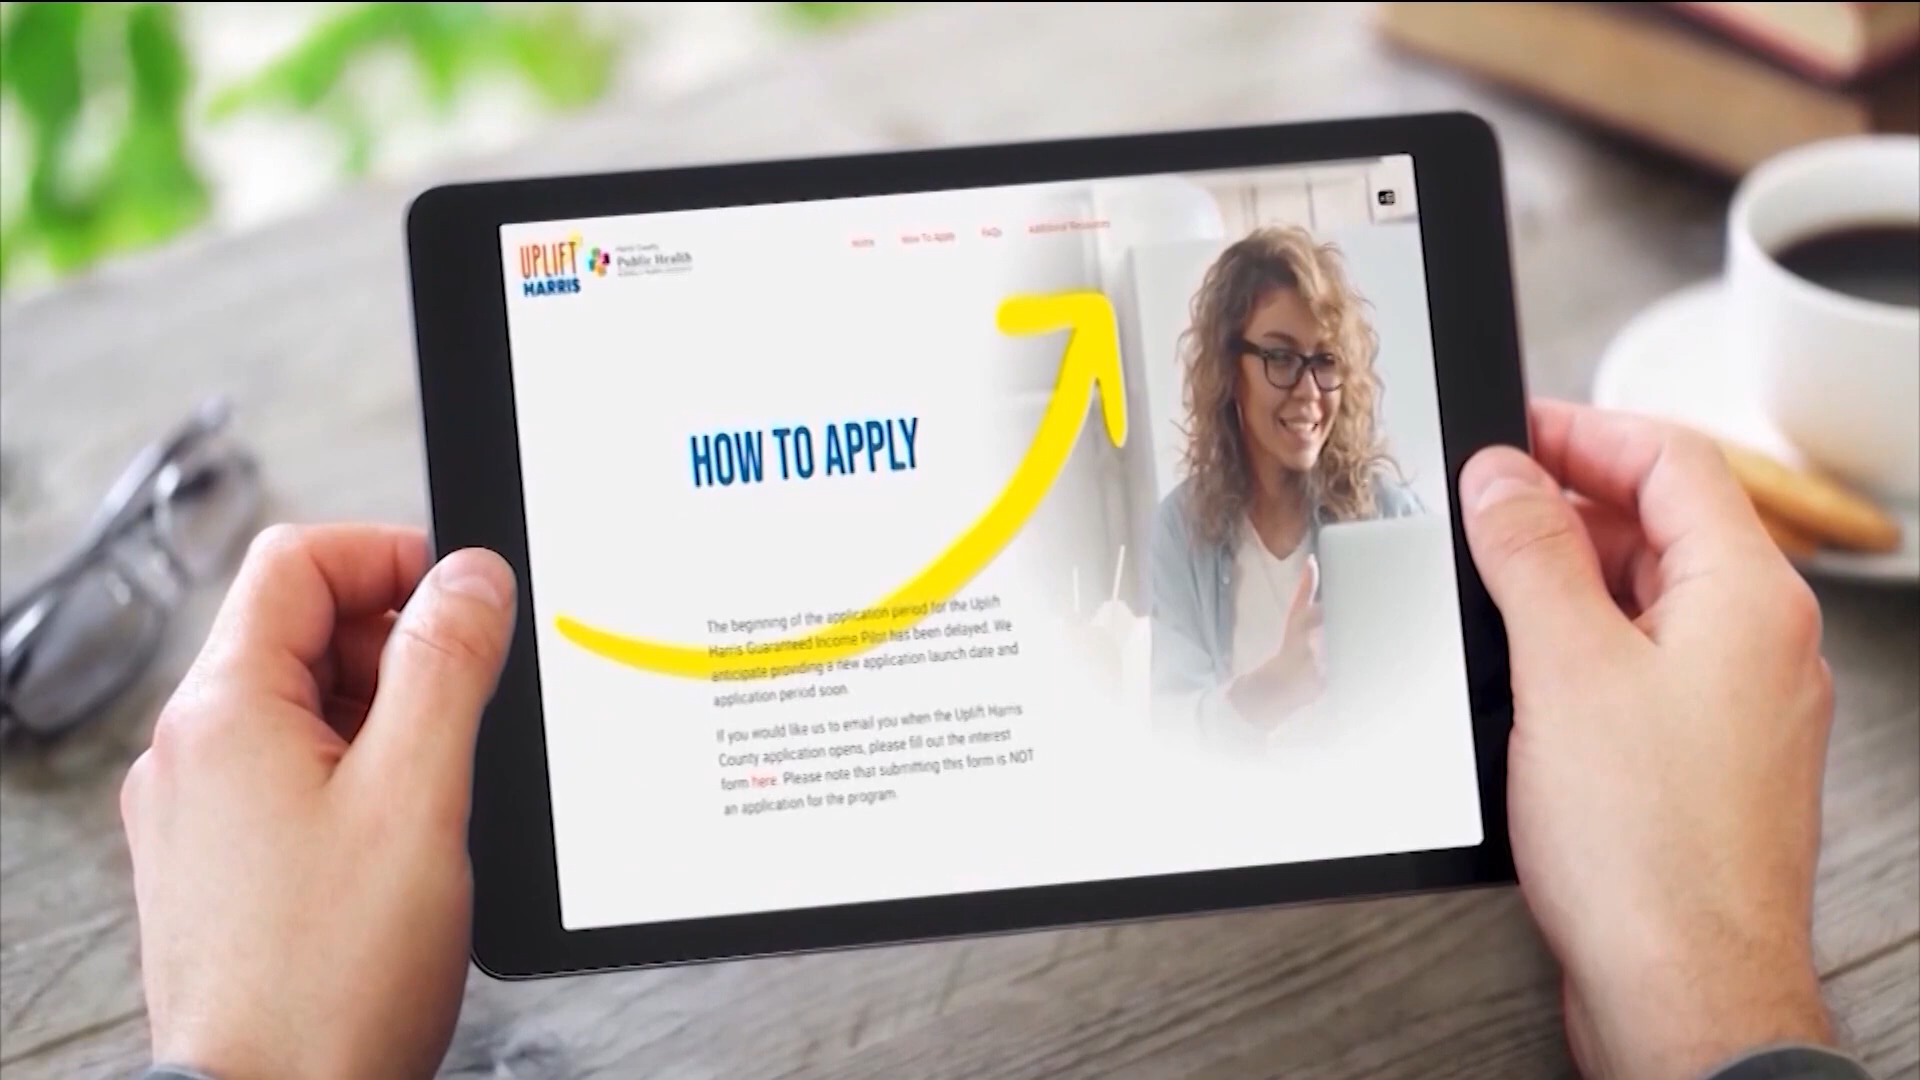 UPLIFT
HARRIS
Harris County
Public Health
Home How To Apply FAQs Additional Resources
HOW TO APPLY
The beginning of the application period for the Uplift
Harris Guaranteed Income Pilot has been delayed. We
anticipate providing a new application launch date and
application period soon.
If you would like us to email you when the Uplift Harris
County application opens, please fill out the interest
form here. Please note that submitting this form is NOT
an application for the program.